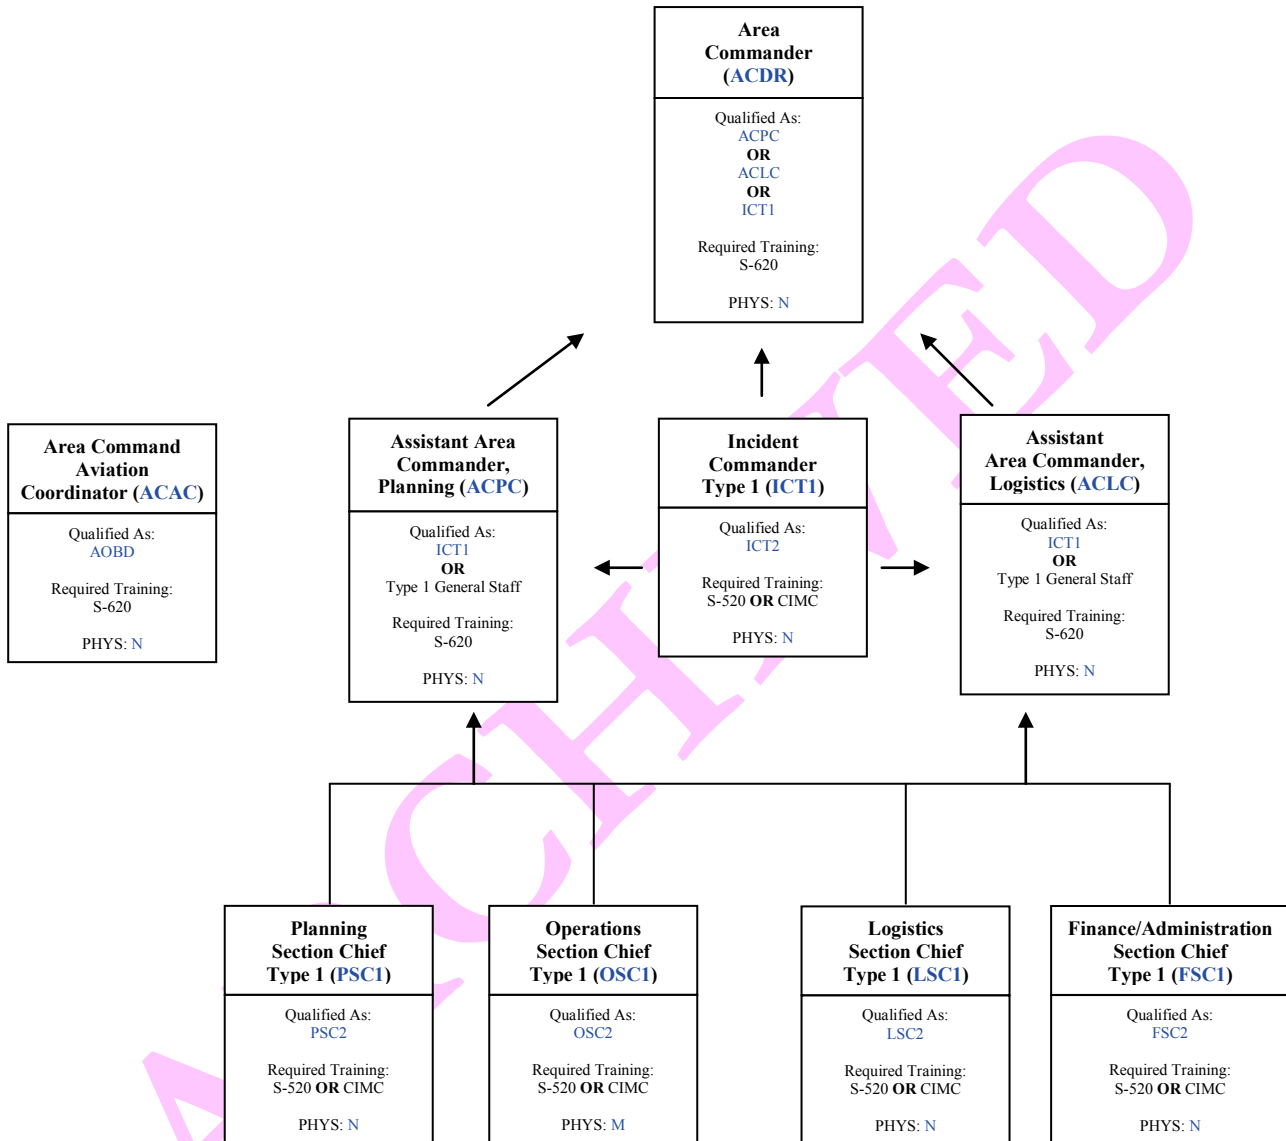 Area
Commander
(ACDR)
Qualified As:
ACPC
OR
ACLC
OR
ICT1
Required Training:
S-620
PHYS: N
Area Command
Aviation
Coordinator (ACAC)
Qualified As:
AOBD
Required Training:
S-620
PHYS: N
Assistant Area
Commander,
Planning (ACPC)
Qualified As:
ICT1
OR
Type 1 General Staff
Required Training:
S-620
PHYS: N
Incident
Commander
Type 1 (ICT1)
Qualified As:
ICT2
Required Training:
S-520 OR CIMC
PHYS: N
Assistant
Area Commander,
Logistics (ACLC)
Qualified As:
ICT1
OR
Type 1 General Staff
Required Training:
S-620
PHYS: N
Planning
Section Chief
Type 1 (PSC1)
Qualified As:
PSC2
Required Training:
S-520 OR CIMC
PHYS: N
Operations
Section Chief
Type 1 (OSC1)
Qualified As:
OSC2
Required Training:
S-520 OR CIMC
PHYS: M
Logistics
Section Chief
Type 1 (LSC1)
Qualified As:
LSC2
Required Training:
S-520 OR CIMC
PHYS: N
Finance/Administration
Section Chief
Type 1 (FSC1)
Qualified As:
FSC2
Required Training:
S-520 OR CIMC
PHYS: N
ARCHIVED